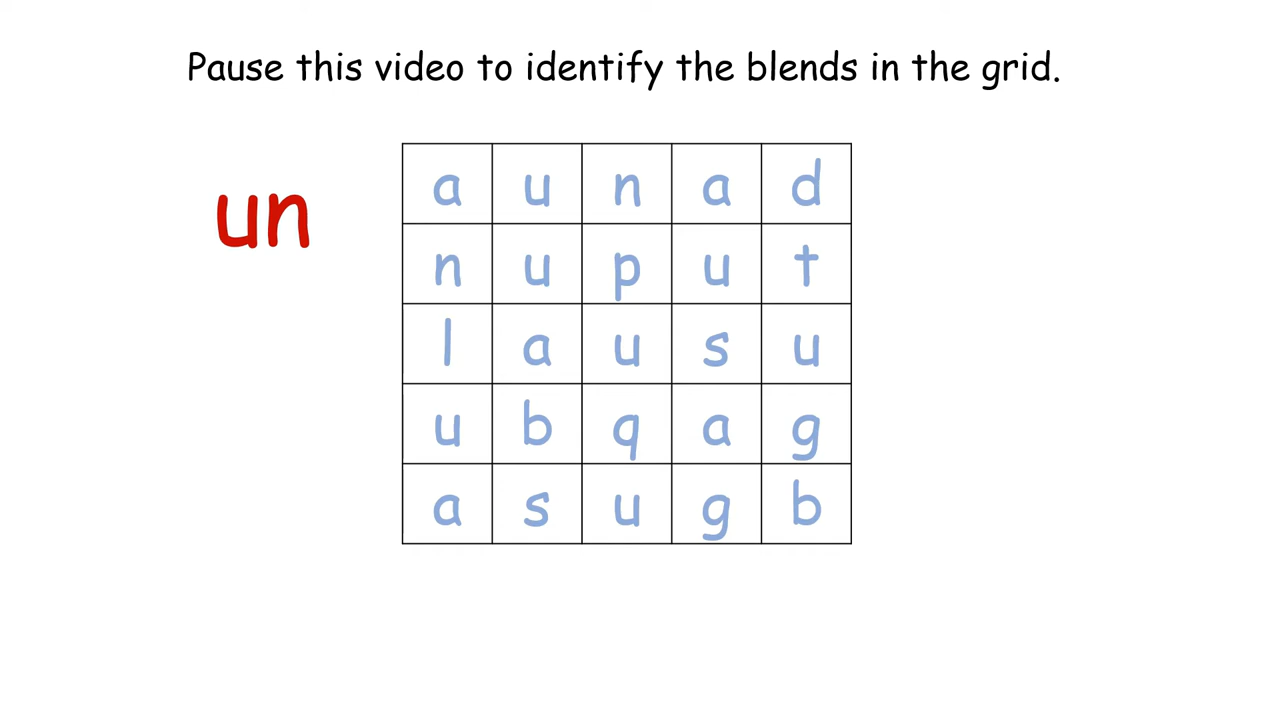 Pause this video to identify the blends in the grid.
un
a u n a d
n u p u t
l a u s u
u b q a g
a s u g b